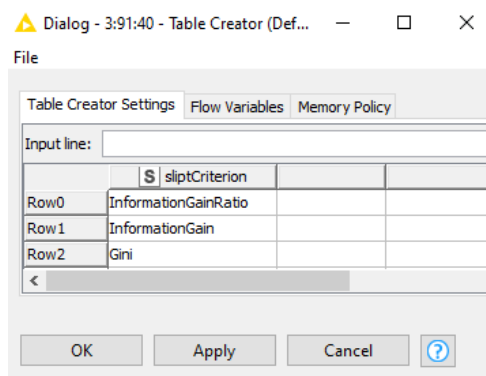 Dialog - 3:91:40 - Table Creator (Def...
File
Table Creator Settings Flow Variables Memory Policy
Input line:
S sliptCriterion
Row0 InformationGainRatio
Row1 InformationGain
Row2 Gini
OK Apply Cancel ?